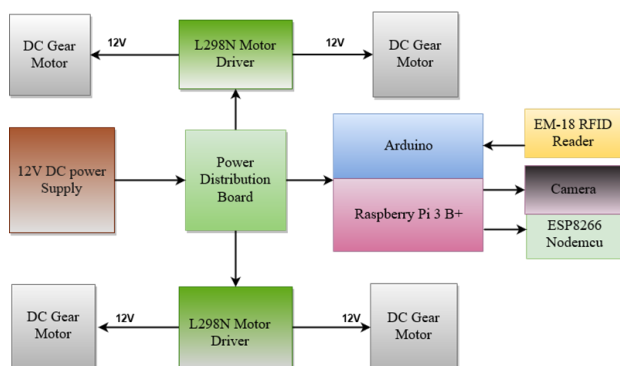 DC Gear
Motor
12V
L298N Motor
Driver
12V
DC Gear
Motor
12V DC power
Supply
Power
Distribution
Board
Arduino
Raspberry Pi 3 B+
EM-18 RFID
Reader
Camera
ESP8266
Nodemcu
DC Gear
Motor
12V
L298N Motor
Driver
12V
DC Gear
Motor